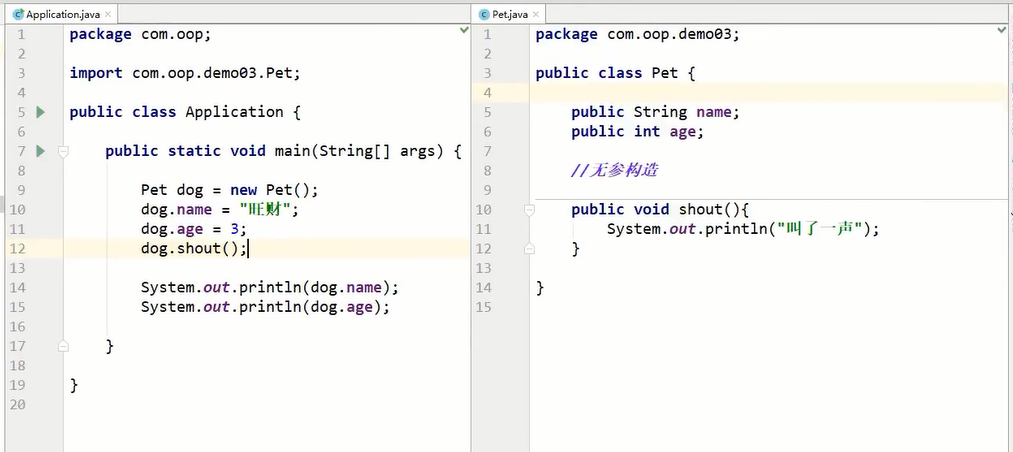 Application.java
1 package com.oop;
2
3 import com.oop.demo03.Pet;
4
5 public class Application {
6
7 public static void main(String[] args) {
8
9 Pet dog = new Pet();
10 dog.name = "旺财";
11 dog.age = 3;
12 dog.shout();
13
14 System.out.println(dog.name);
15 System.out.println(dog.age);
16
17 }
18
19 }
20
Pet.java
1 package com.oop.demo03;
2
3 public class Pet {
4
5 public String name;
6 public int age;
7
8 //无参构造
9
10 public void shout(){
11 System.out.println("叫了一声");
12 }
13
14 }
15